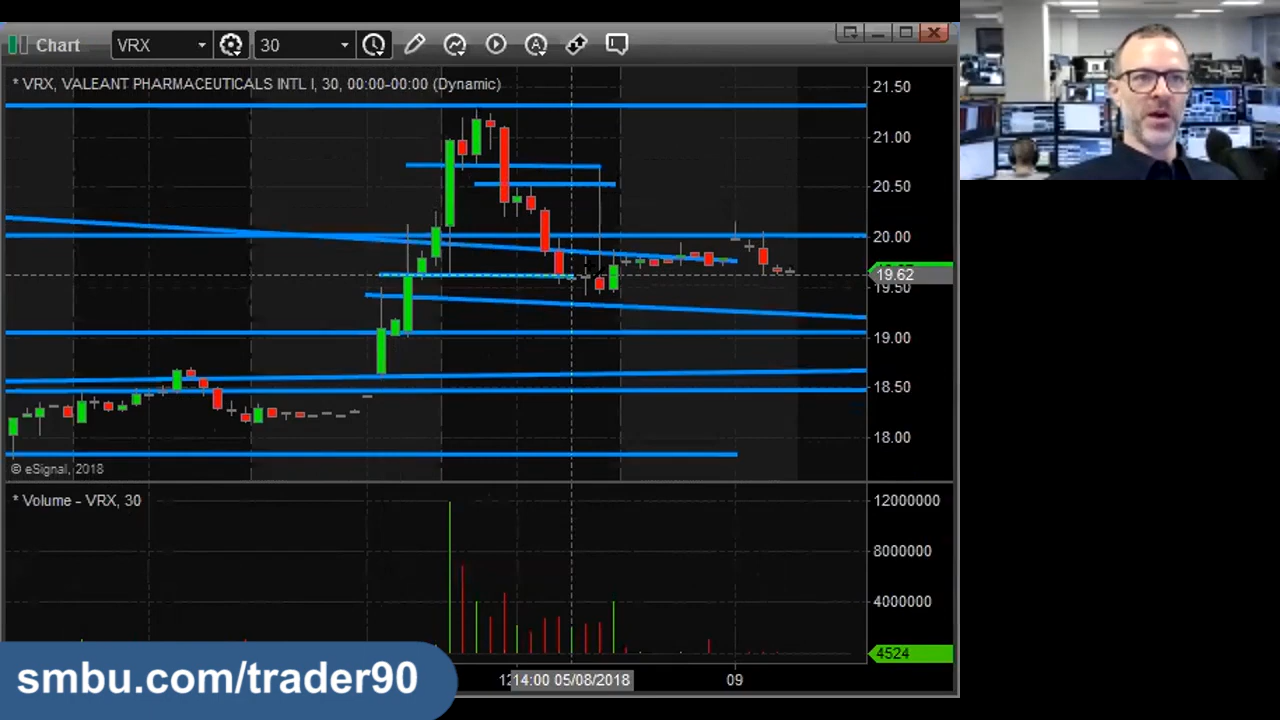 Chart
VRX
30
* VRX, VALEANT PHARMACEUTICALS INTL I, 30, 00:00-00:00 (Dynamic)
21.50
21.00
20.50
20.00
19.62
19.50
19.00
18.50
18.00
© eSignal, 2018
* Volume - VRX, 30
12000000
8000000
4000000
4524
14:00 05/08/2018
09
smbu.com/trader90